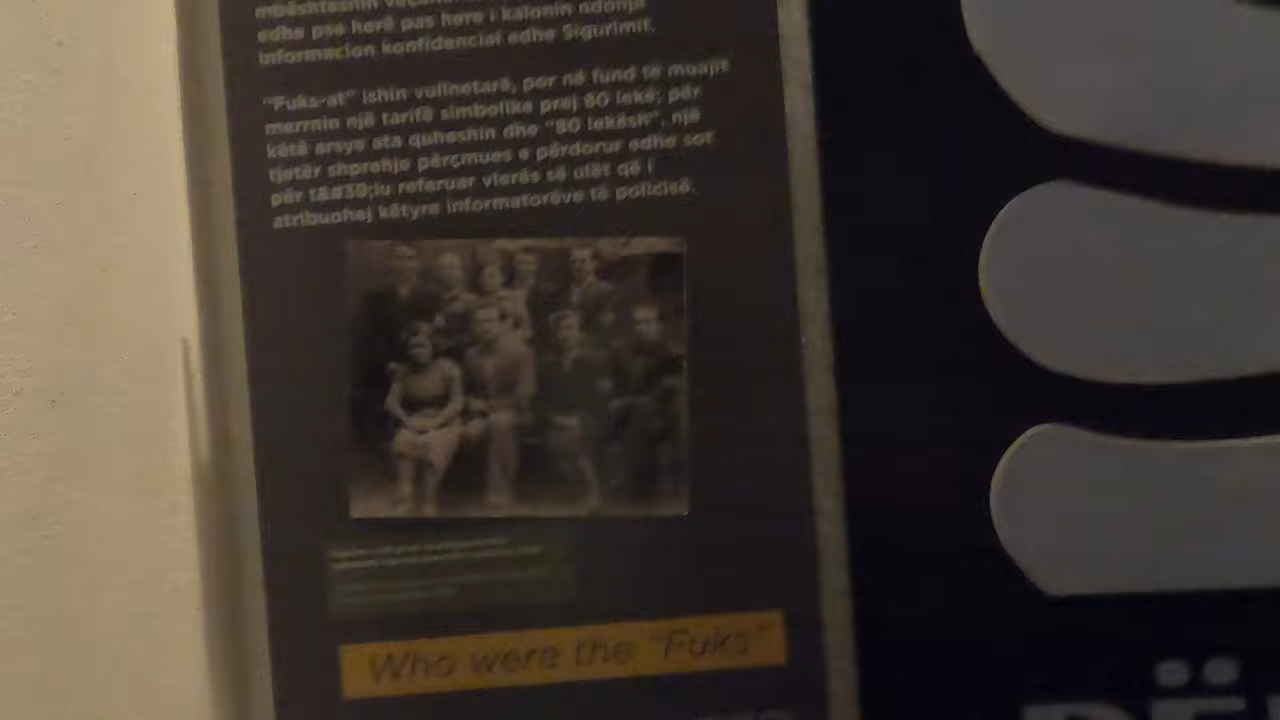 edhe pse herë pas here i kalonin ndonjë
informacion konfidencial edhe Sigurimit.
"Fuks-at" ishin vullnetarë, por në fund të muajit
merrnin një tarifë simbolike prej 80 lekë; për
këtë arsye ata quheshin dhe "80 lekësh", një
tjetër shprehje përçmues e përdorur edhe sot
për t&#39;iu referuar vlerës së ulët që i
atribuohej këtyre informatorëve të policisë.
Who were the "Fuks"